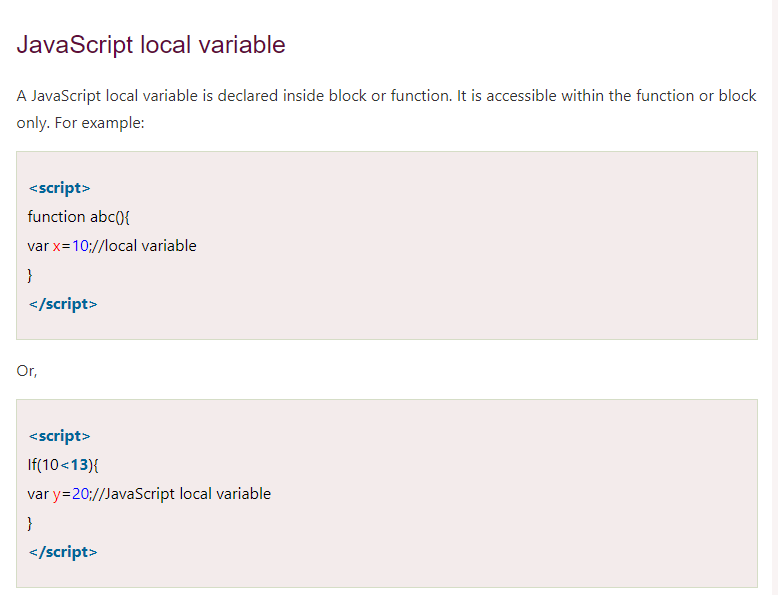 JavaScript local variable
A JavaScript local variable is declared inside block or function. It is accessible within the function or block
only. For example:
<script>
function abc(){
var x=10;//local variable
}
</script>
Or,
<script>
If(10<13){
var y=20;//JavaScript local variable
}
</script>